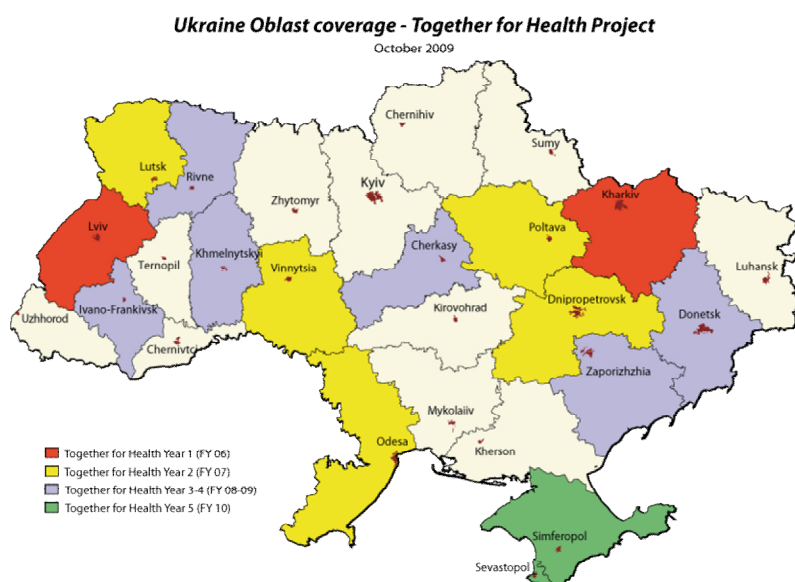 Ukraine Oblast coverage - Together for Health Project
October 2009
Chernihiv
Sumy
Lutsk
Rivne
Kyiv
Kharkiv
Zhytomyr
Lviv
Poltava
Cherkasy
Khmelnytskyi
Ternopil
Vinnytsia
Luhansk
Ivano-Frankivsk
Dnipropetrovsk
Kirovohrad
Uzhhorod
Donetsk
Chernivtci
Zaporizhzhia
Mykolaiiv
Odesa
Kherson
Together for Health Year 1 (FY 06)
Together for Health Year 2 (FY 07)
Together for Health Year 3-4 (FY 08-09)
Together for Health Year 5 (FY 10)
Simferopol
Sevastopol